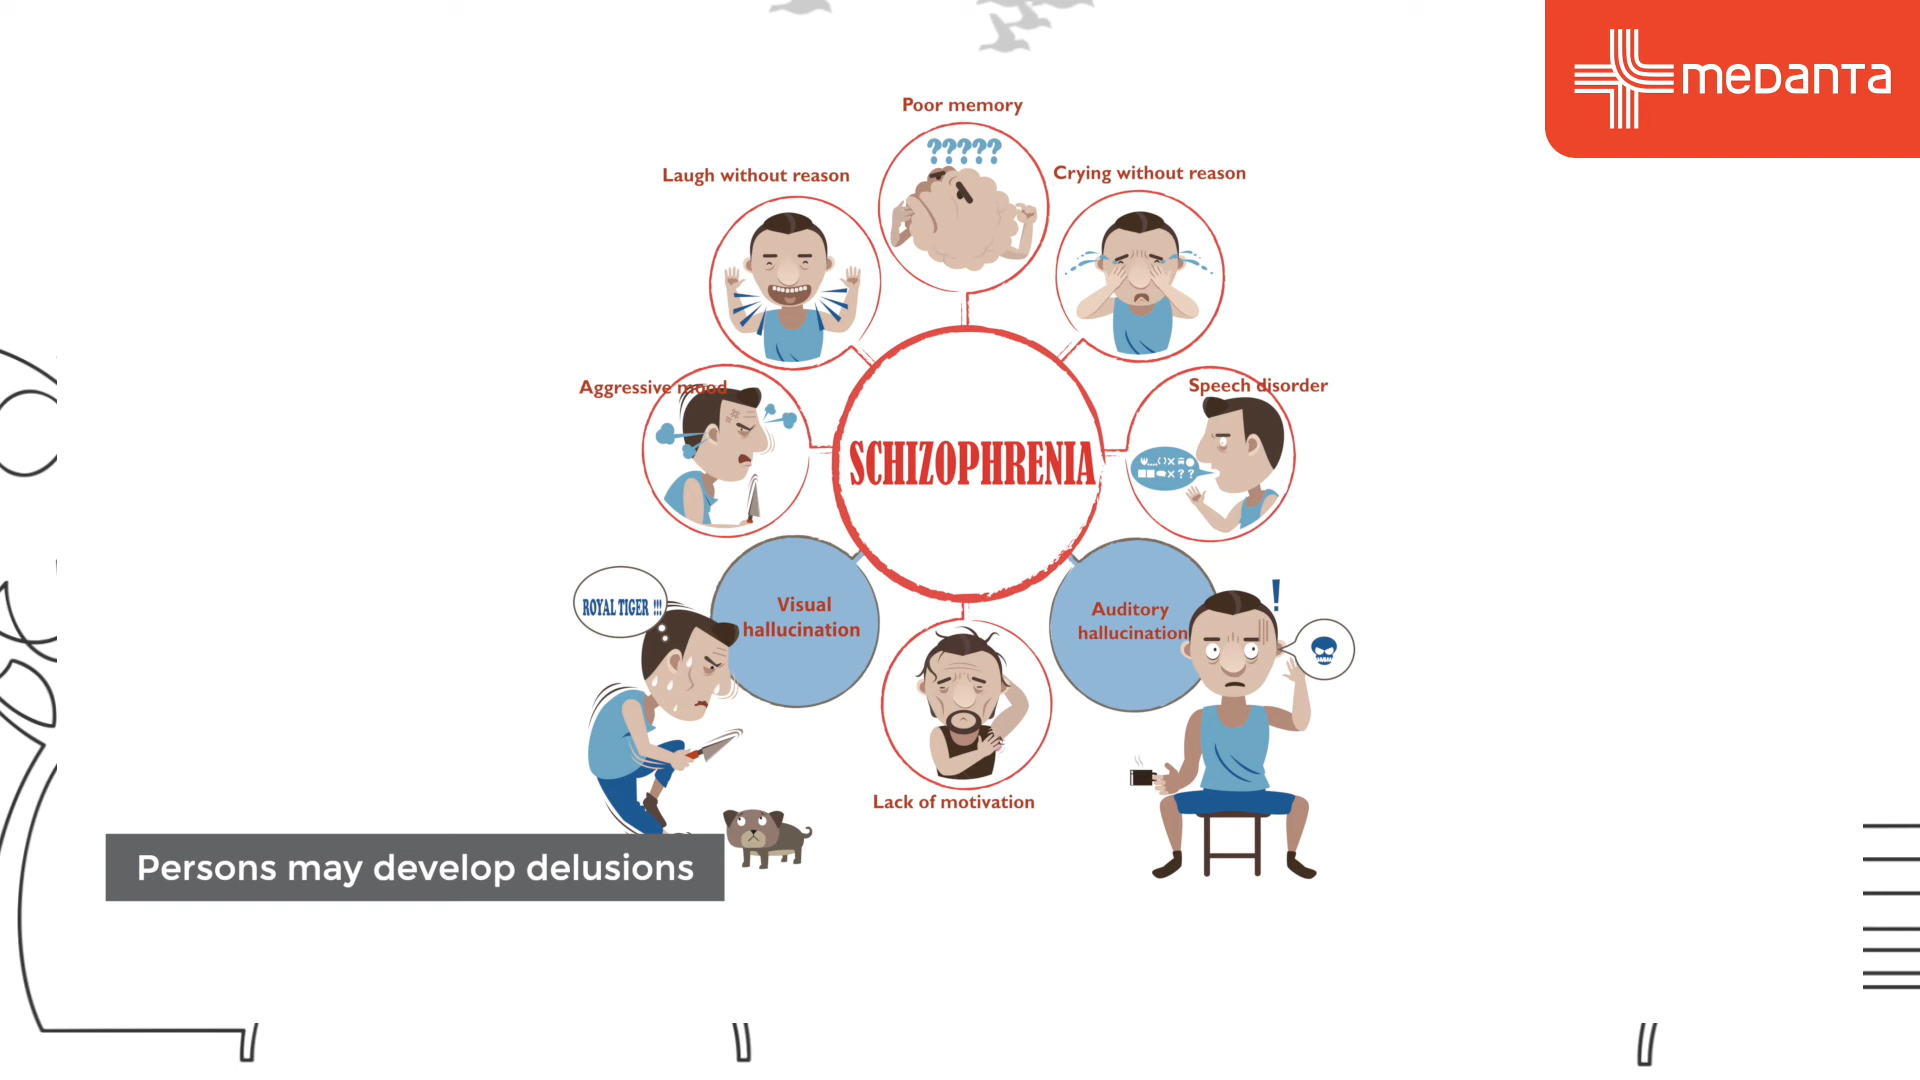 meDanTa
Poor memory
Laugh without reason
Crying without reason
?????
Aggressive mood
Speech disorder
SCHIZOPHRENIA
ROYAL TIGER !!!
Visual
hallucination
Auditory
hallucination
!
Lack of motivation
Persons may develop delusions